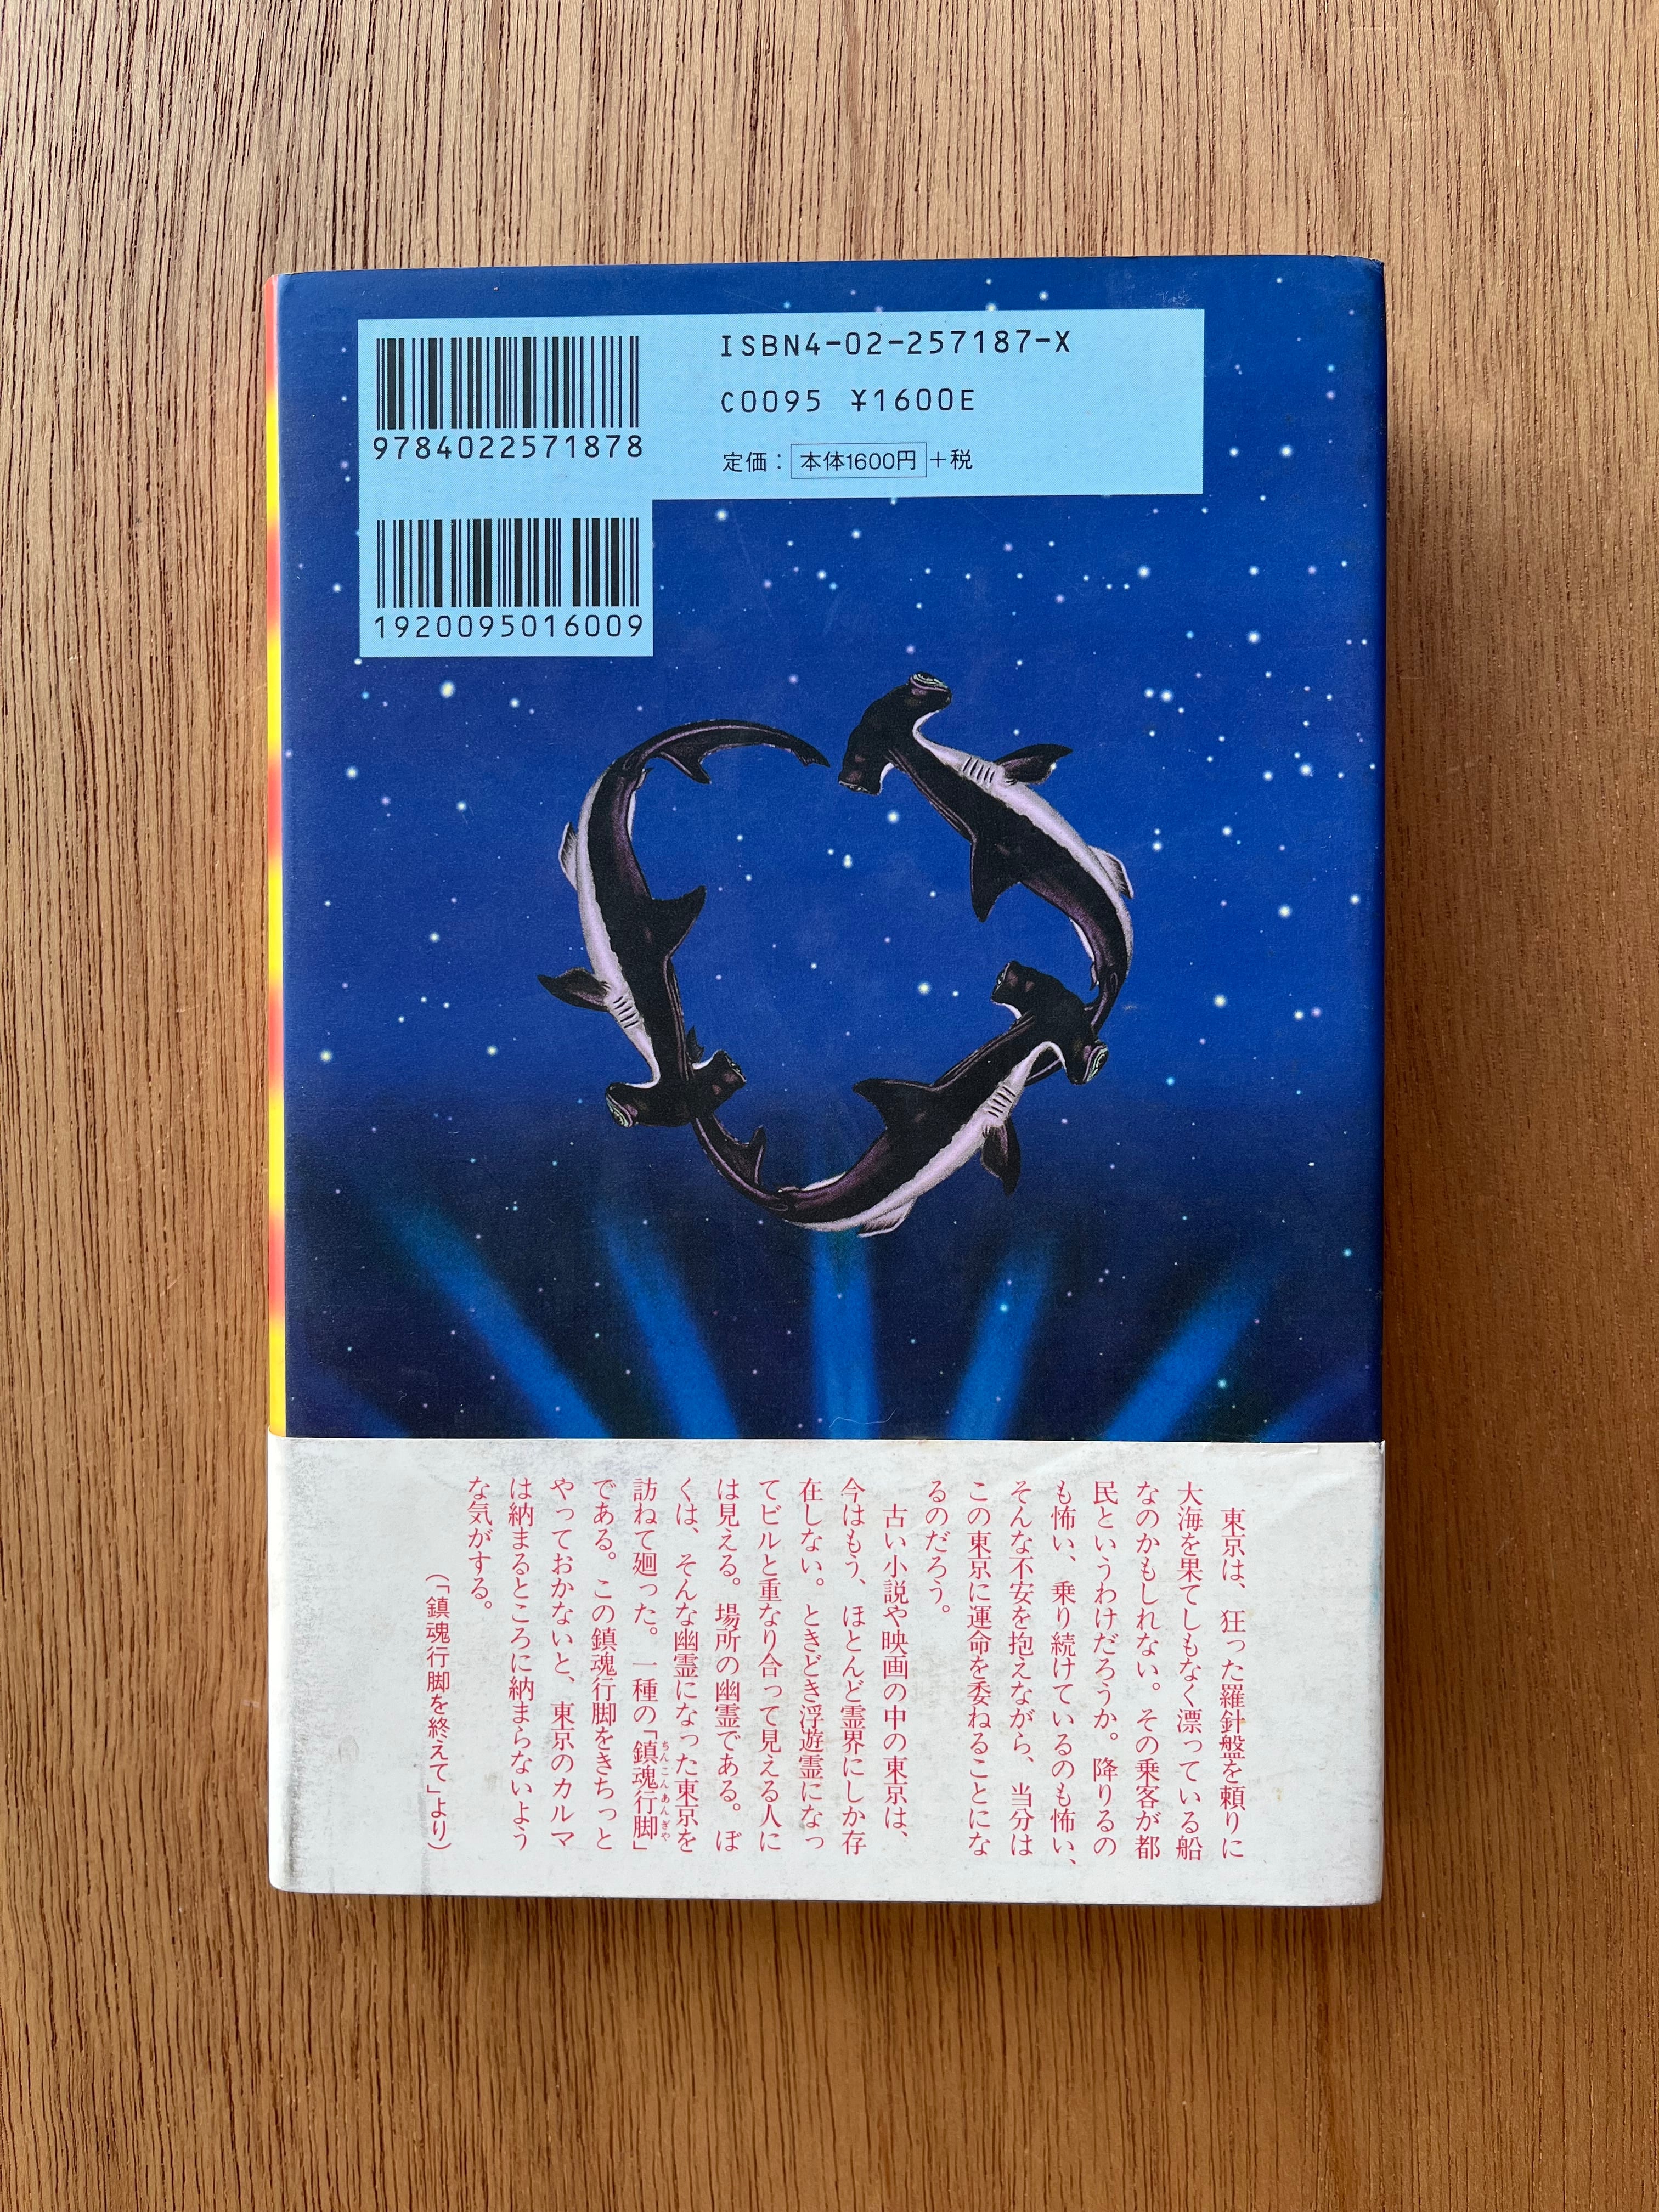 ISBN4-02-257187-X
C0095 ¥1600E
定価：本体1600円+税
9784022571878
1920095016009
東京は、狂った羅針盤を頼りに
大海を果てしもなく漂っている船
なのかもしれない。その乗客が都
民というわけだろうか。降りるの
も怖い、乗り続けているのも怖い、
そんな不安を抱えながら、当分は
この東京に運命を委ねることにな
るのだろう。
古い小説や映画の中の東京は、
今はもう、ほとんど霊界にしか存
在しない。ときどき浮遊霊になっ
てビルと重なり合って見える人に
は見える。場所の幽霊である。ぼ
くは、そんな幽霊になった東京を
訪ねて廻った。一種の「鎮魂行脚」
ちんこんあんぎや
である。この鎮魂行脚をきちっと
やっておかないと、東京のカルマ
は納まるところに納まらないよう
な気がする。
（「鎮魂行脚を終えて」より）